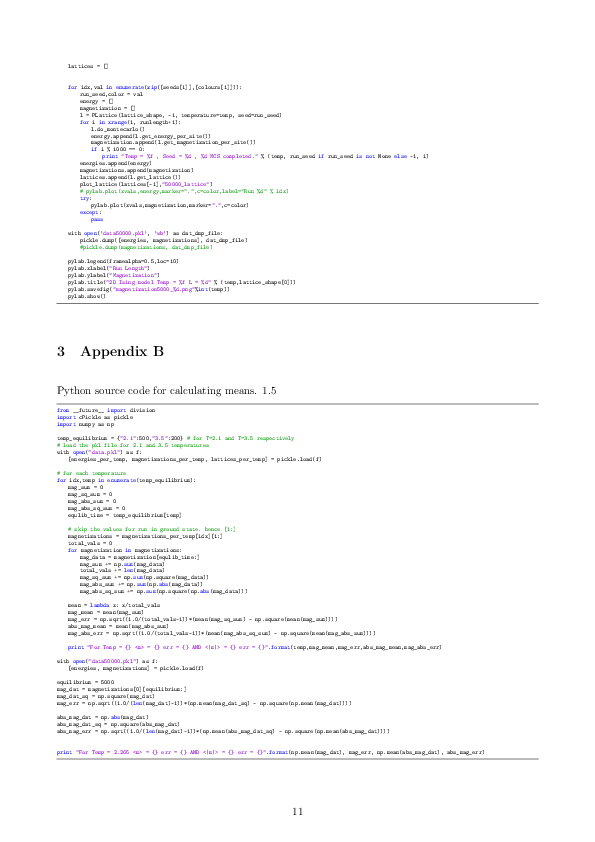 lattices = []
for idx,val in enumerate(zip([seeds[i]],[colours[i]])):
run_seed,color = val
energy = []
magnetization = []
l = PLattice(lattice_shape, -1, temperature=temp, seed=run_seed)
for i in xrange(1, runlength+1):
l.do_montecarlo()
energy.append(l.get_energy_per_site())
magnetization.append(l.get_magnetization_per_site())
if i % 1000 == 0:
print "Temp = %f , Seed = %d , %d MCS completed." % (temp, run_seed if run_seed is not None else -1, i)
energies.append(energy)
magnetizations.append(magnetization)
lattices.append(l.get_lattice())
plot_lattice(lattices[-1],"50000_lattice")
# pylab.plot(xvals,energy,marker=".",c=color,label="Run %d" % idx)
try:
pylab.plot(xvals,magnetization,marker=".",c=color)
except:
pass
with open('data50000.pkl', 'wb') as dat_dmp_file:
pickle.dump([energies, magnetizations], dat_dmp_file)
#pickle.dump(magnetizations, dat_dmp_file)
pylab.legend(framealpha=0.5,loc=10)
pylab.xlabel("Run Length")
pylab.ylabel("Magnetization")
pylab.title("2D Ising model Temp = %f L = %d" % (temp,lattice_shape[0]))
pylab.savefig("magnetization5000_%d.png"%int(temp))
pylab.show()
3 Appendix B
Python source code for calculating means. 1.5
from __future__ import division
import cPickle as pickle
import numpy as np
temp_equilibrium = {"2.1":500,"3.5":200} # for T=2.1 and T=3.5 respectively
# load the pkl file for 2.1 and 3.5 temperatures
with open("data.pkl") as f:
[energies_per_temp, magnetizations_per_temp, lattices_per_temp] = pickle.load(f)
# for each temperature
for idx,temp in enumerate(temp_equilibrium):
mag_sum = 0
mag_sq_sum = 0
mag_abs_sum = 0
mag_abs_sq_sum = 0
equlib_time = temp_equilibrium[temp]
# skip the values for run in ground state. hence [1:]
magnetizations = magnetizations_per_temp[idx][1:]
total_vals = 0
for magnetization in magnetizations:
mag_data = magnetization[equlib_time:]
mag_sum += np.sum(mag_data)
total_vals += len(mag_data)
mag_sq_sum += np.sum(np.square(mag_data))
mag_abs_sum += np.sum(np.abs(mag_data))
mag_abs_sq_sum += np.sum(np.square(np.abs(mag_data)))
mean = lambda x: x/total_vals
mag_mean = mean(mag_sum)
mag_err = np.sqrt((1.0/(total_vals-1))*(mean(mag_sq_sum) - np.square(mean(mag_sum))))
abs_mag_mean = mean(mag_abs_sum)
mag_abs_err = np.sqrt((1.0/(total_vals-1))*(mean(mag_abs_sq_sum) - np.square(mean(mag_abs_sum))))
print "For Temp = {} <m> = {} err = {} AND <|m|> = {} err = {}".format(temp,mag_mean,mag_err,abs_mag_mean,mag_abs_err)
with open("data50000.pkl") as f:
[energies, magnetizations] = pickle.load(f)
equilibrium = 5000
mag_dat = magnetizations[0][equilibrium:]
mag_dat_sq = np.square(mag_dat)
mag_err = np.sqrt((1.0/(len(mag_dat)-1))*(np.mean(mag_dat_sq) - np.square(np.mean(mag_dat))))
abs_mag_dat = np.abs(mag_dat)
abs_mag_dat_sq = np.square(abs_mag_dat)
abs_mag_err = np.sqrt((1.0/(len(mag_dat)-1))*(np.mean(abs_mag_dat_sq) - np.square(np.mean(abs_mag_dat))))
print "For Temp = 2.265 <m> = {} err = {} AND <|m|> = {} err = {}".format(np.mean(mag_dat), mag_err, np.mean(abs_mag_dat), abs_mag_err)
11